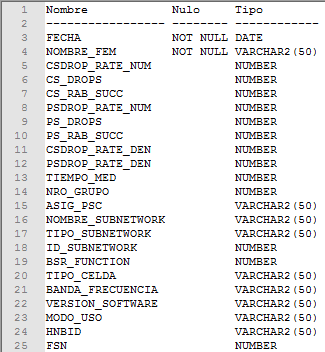 1 Nombre Nulo Tipo
2 ----------------- -------- ------------
3 FECHA NOT NULL DATE
4 NOMBRE_FEM NOT NULL VARCHAR2(50)
5 CSDROP_RATE_NUM NUMBER
6 CS_DROPS NUMBER
7 CS_RAB_SUCC NUMBER
8 PSDROP_RATE_NUM NUMBER
9 PS_DROPS NUMBER
10 PS_RAB_SUCC NUMBER
11 CSDROP_RATE_DEN NUMBER
12 PSDROP_RATE_DEN NUMBER
13 TIEMPO_MED NUMBER
14 NRO_GRUPO NUMBER
15 ASIG_PSC VARCHAR2(50)
16 NOMBRE_SUBNETWORK VARCHAR2(50)
17 TIPO_SUBNETWORK VARCHAR2(50)
18 ID_SUBNETWORK NUMBER
19 BSR_FUNCTION NUMBER
20 TIPO_CELDA VARCHAR2(50)
21 BANDA_FRECUENCIA VARCHAR2(50)
22 VERSION_SOFTWARE VARCHAR2(50)
23 MODO_USO VARCHAR2(50)
24 HNBID VARCHAR2(50)
25 FSN NUMBER